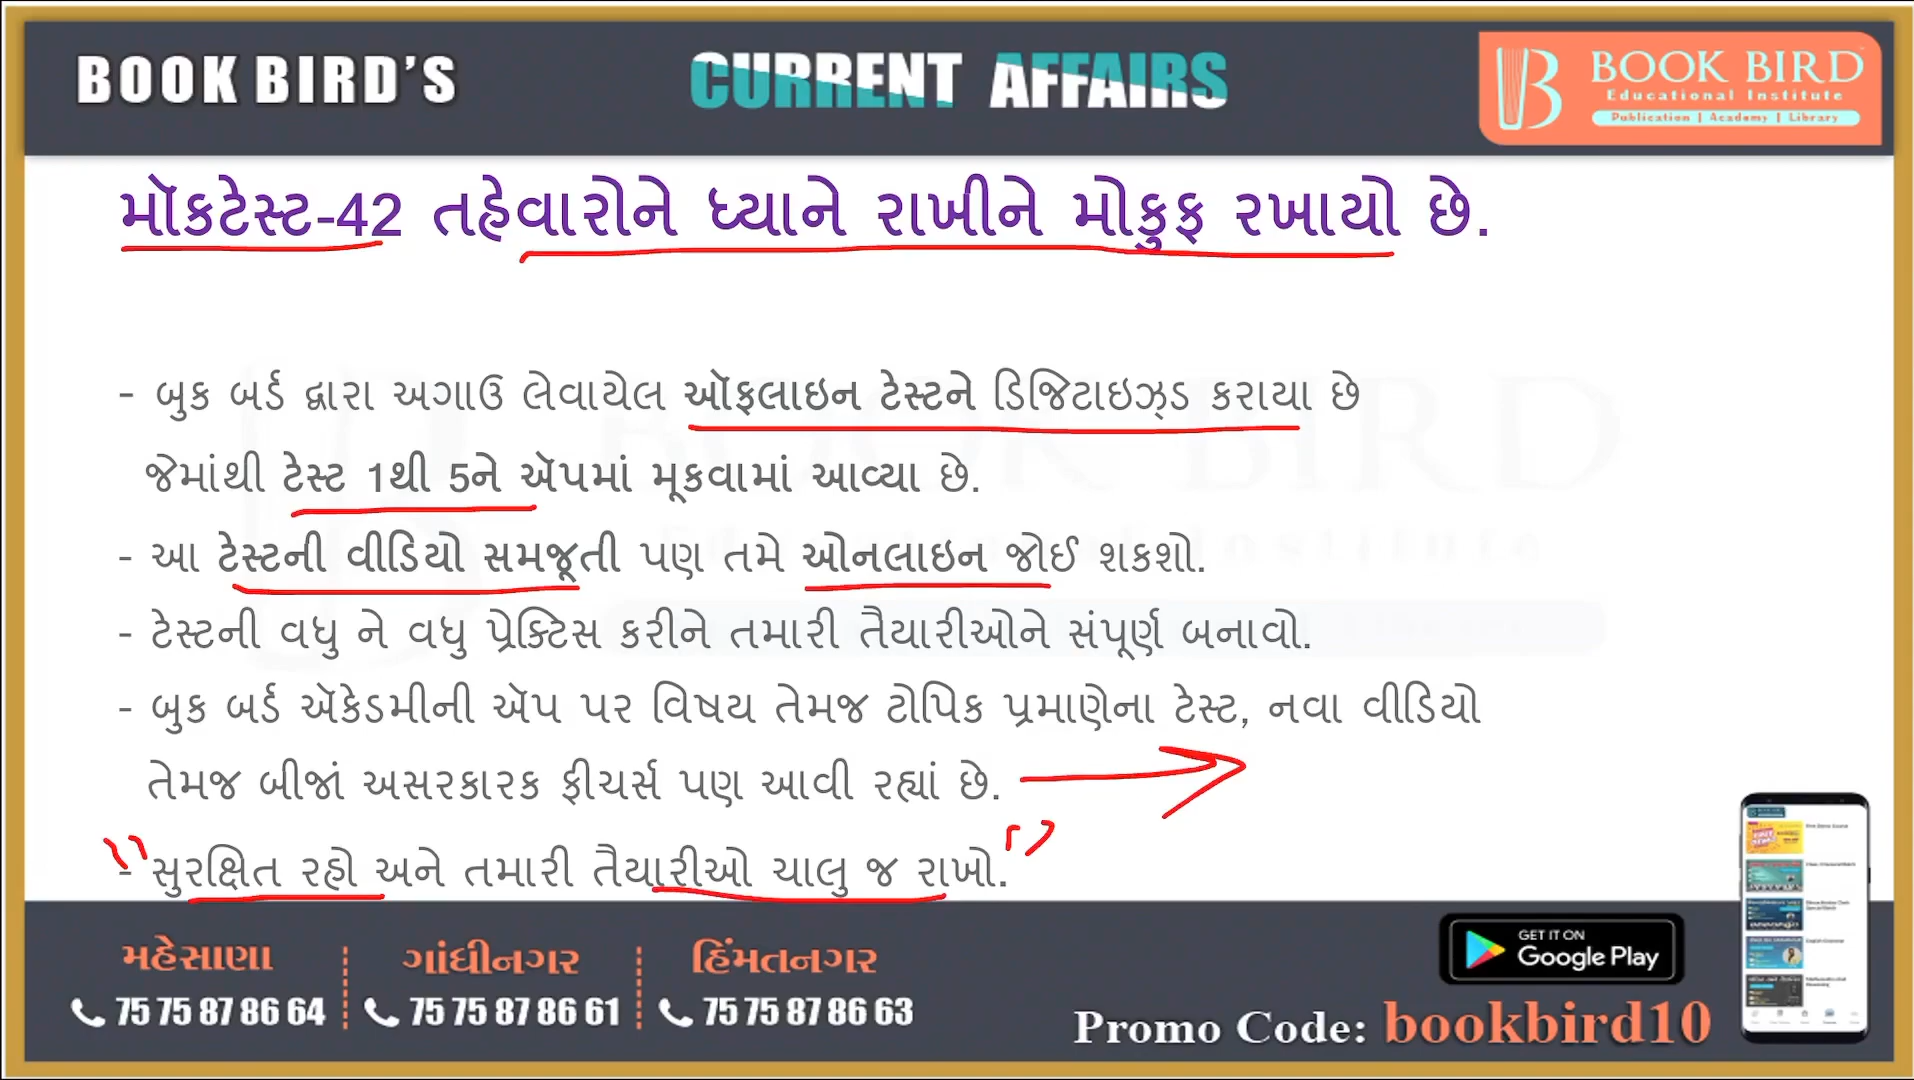 BOOK BIRD'S
CURRENT AFFAIRS
BOOK BIRD
Educational Institute
Publication | Academy | Library
મૉકટેસ્ટ-42 તહેવારોને ધ્યાને રાખીને મોકુફ રખાયો છે.
- બુક બર્ડ દ્વારા અગાઉ લેવાયેલ ઑફલાઇન ટેસ્ટને ડિજિટાઇઝ્ડ કરાયા છે
જેમાંથી ટેસ્ટ 1થી 5ને ઍપમાં મૂકવામાં આવ્યા છે.
- આ ટેસ્ટની વીડિયો સમજૂતી પણ તમે ઓનલાઇન જોઈ શકશો.
- ટેસ્ટની વધુ ને વધુ પ્રેક્ટિસ કરીને તમારી તૈયારીઓને સંપૂર્ણ બનાવો.
- બુક બર્ડ ઍકેડમીની ઍપ પર વિષય તેમજ ટોપિક પ્રમાણેના ટેસ્ટ, નવા વીડિયો
તેમજ બીજાં અસરકારક ફીચર્સ પણ આવી રહ્યાં છે.
- સુરક્ષિત રહો અને તમારી તૈયારીઓ ચાલુ જ રાખો.
મહેસાણા
75 75 87 86 64
ગાંધીનગર
75 75 87 86 61
હિંમતનગર
75 75 87 86 63
GET IT ON
Google Play
Promo Code: bookbird10